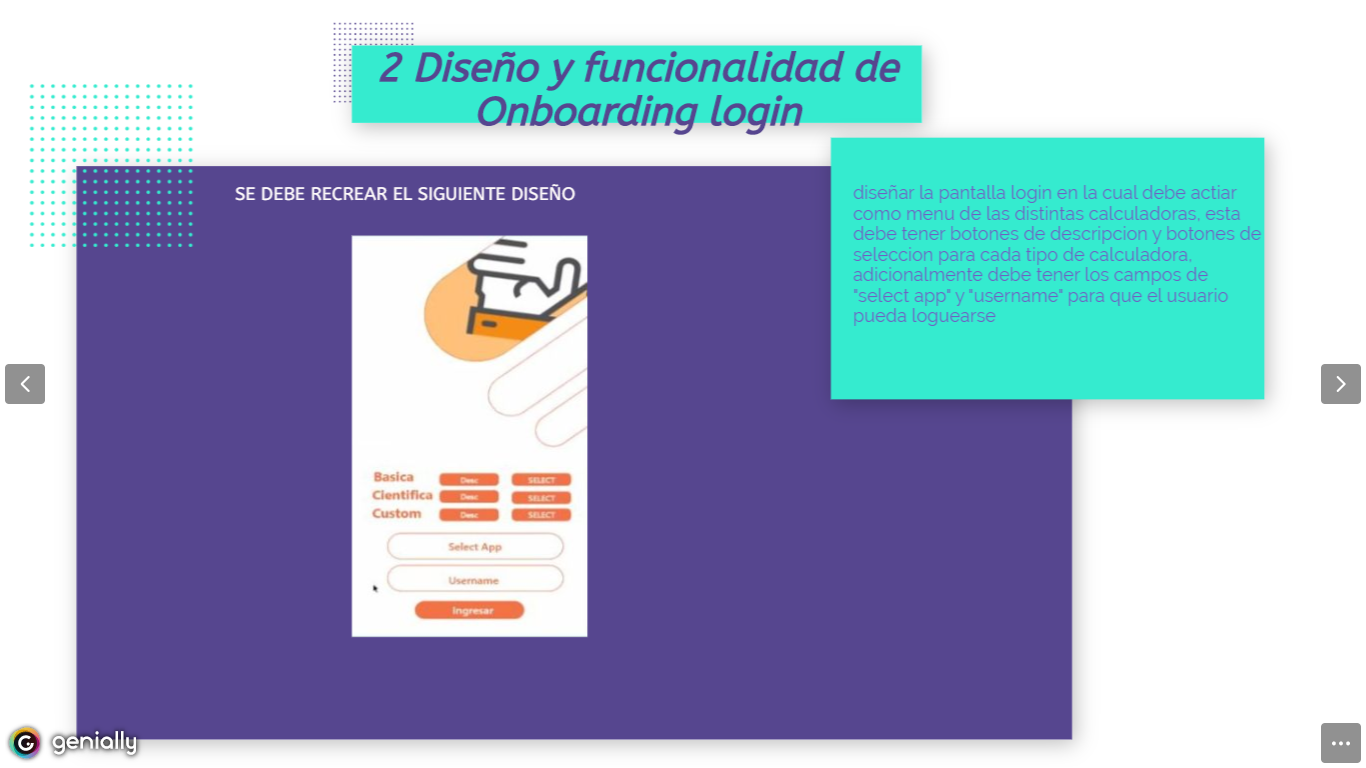 2 Diseño y funcionalidad de
Onboarding login
SE DEBE RECREAR EL SIGUIENTE DISEÑO
diseñar la pantalla login en la cual debe actiar
como menu de las distintas calculadoras, esta
debe tener botones de descripcion y botones de
seleccion para cada tipo de calculadora,
adicionalmente debe tener los campos de
"select app" y "username" para que el usuario
pueda loguearse
Basica Desc SELECT
Cientifica Desc SELECT
Custom Desc SELECT
Select App
Username
Ingresar
genially